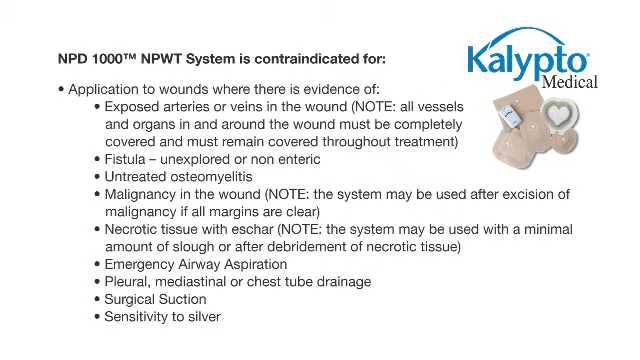 NPD 1000™ NPWT System is contraindicated for:
Kalypto®
Medical
• Application to wounds where there is evidence of:
• Exposed arteries or veins in the wound (NOTE: all vessels
and organs in and around the wound must be completely
covered and must remain covered throughout treatment)
• Fistula – unexplored or non enteric
• Untreated osteomyelitis
• Malignancy in the wound (NOTE: the system may be used after excision of
malignancy if all margins are clear)
• Necrotic tissue with eschar (NOTE: the system may be used with a minimal
amount of slough or after debridement of necrotic tissue)
• Emergency Airway Aspiration
• Pleural, mediastinal or chest tube drainage
• Surgical Suction
• Sensitivity to silver